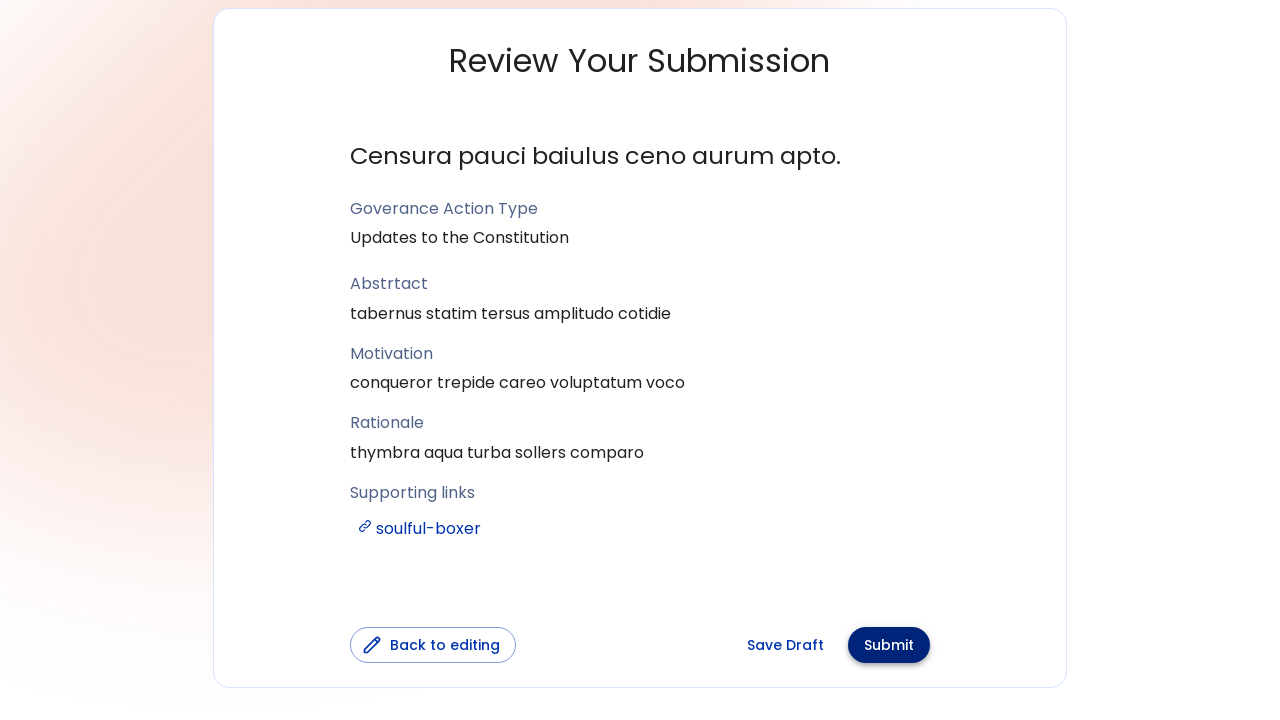 Review Your Submission
Censura pauci baiulus ceno aurum apto.
Goverance Action Type
Updates to the Constitution
Abstrtact
tabernus statim tersus amplitudo cotidie
Motivation
conqueror trepide careo voluptatum voco
Rationale
thymbra aqua turba sollers comparo
Supporting links
soulful-boxer
Back to editing
Save Draft
Submit